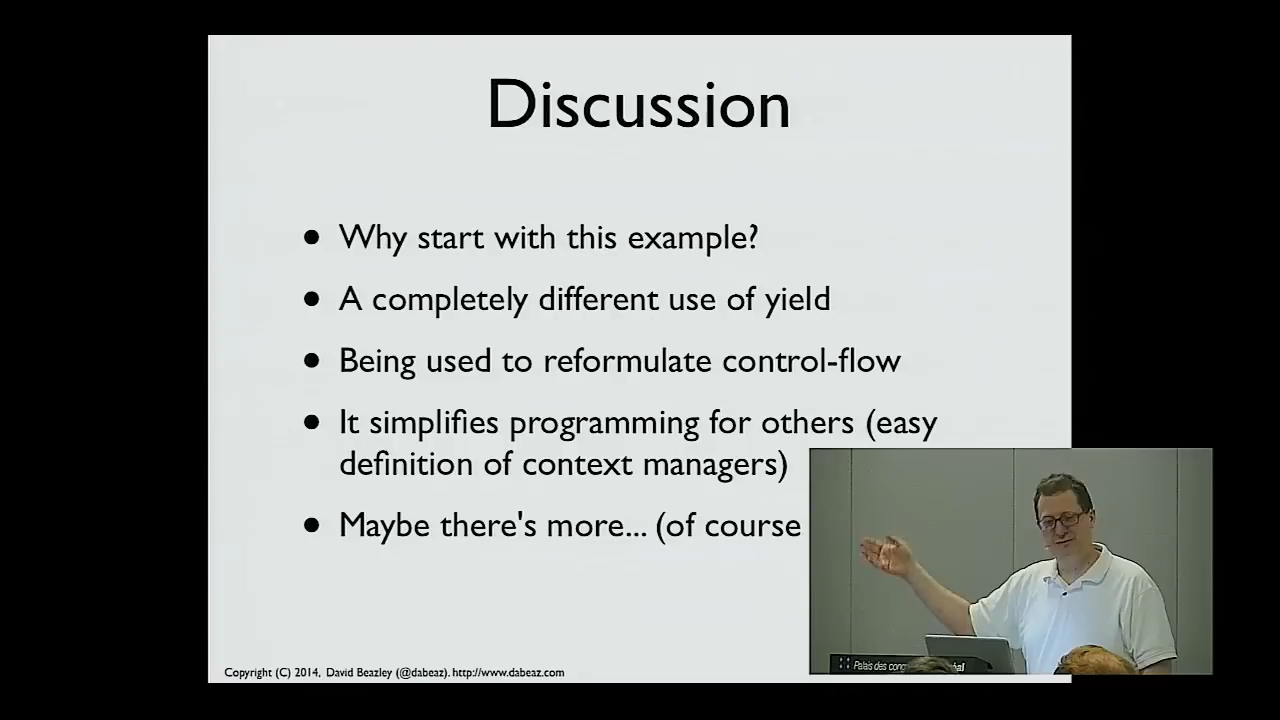 Discussion
• Why start with this example?
• A completely different use of yield
• Being used to reformulate control-flow
• It simplifies programming for others (easy
definition of context managers)
• Maybe there's more... (of course
Copyright (C) 2014, David Beazley (@dabeaz). http://www.dabeaz.com
Palais des